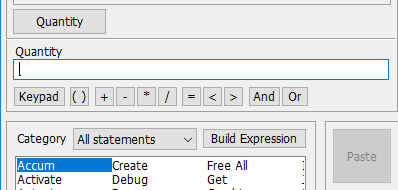 Quantity
Quantity
Keypad ( ) + - * / = < > And Or
Category All statements Build Expression Paste
Accum Create Free All
Activate Debug Get